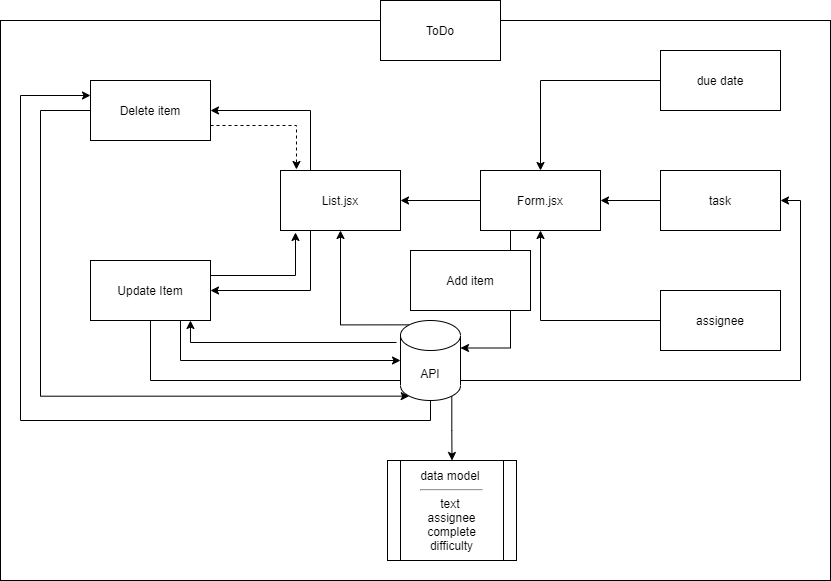 ToDo
due date
Delete item
List.jsx
Form.jsx
task
Update Item
Add item
assignee
API
data model
text
assignee
complete
difficulty